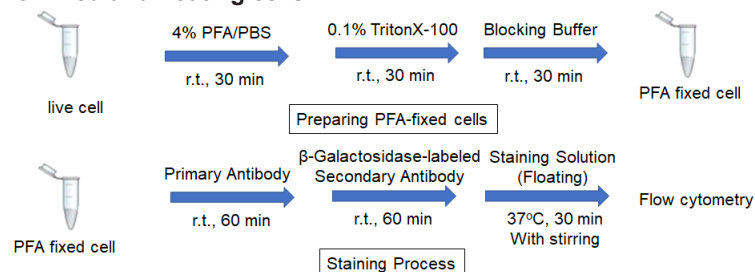 4% PFA/PBS
0.1% TritonX-100
Blocking Buffer
r.t., 30 min
r.t., 30 min
r.t., 30 min
live cell
PFA fixed cell
Preparing PFA-fixed cells
Primary Antibody
β-Galactosidase-labeled
Secondary Antibody
Staining Solution
(Floating)
r.t., 60 min
r.t., 60 min
37°C, 30 min
With stirring
Flow cytometry
PFA fixed cell
Staining Process